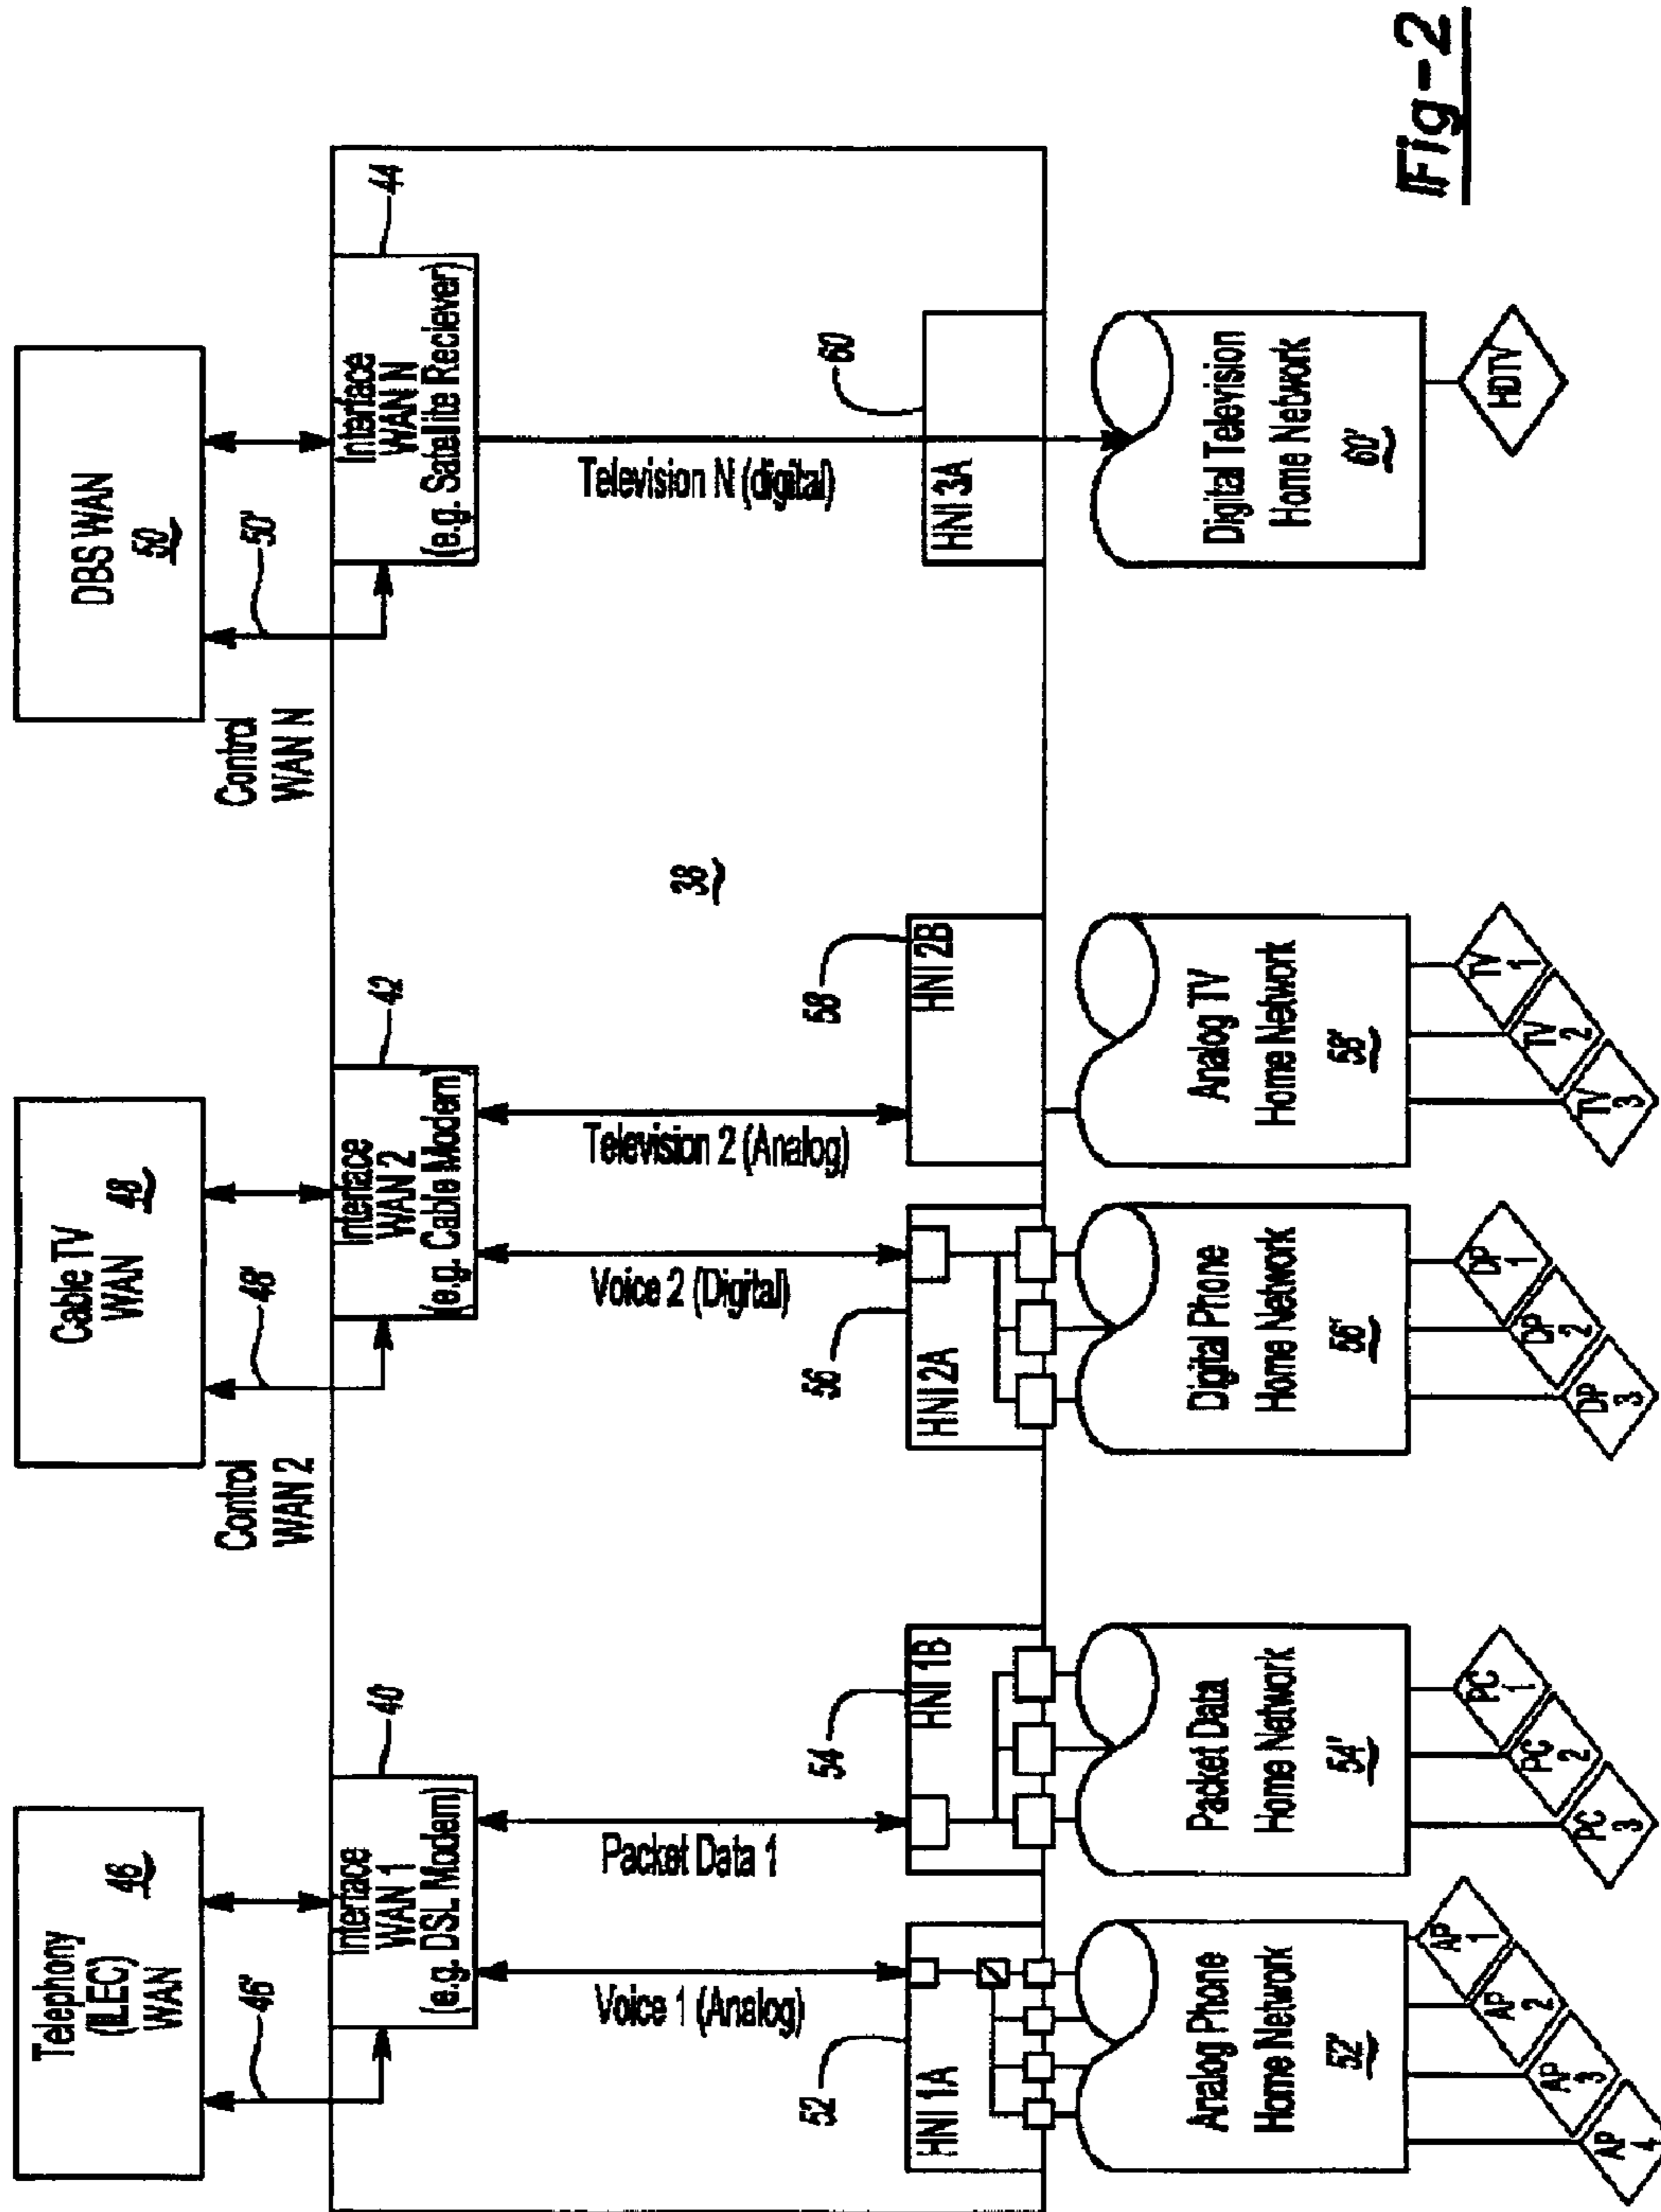 Telephony
(ILEC)
WAN
46
46'
Cable TV
WAN
48
48'
Control
WAN 2
DBS WAN
50
50'
Control
WAN N
Interface
WAN 1
(e.g. DSL Modem)
40
Interface
WAN 2
(e.g. Cable Modem)
42
Interface
WAN N
(e.g. Satellite Reciever)
44
Voice 1 (Analog)
Packet Data 1
Voice 2 (Digital)
Television 2 (Analog)
Television N (digital)
38
52
HNI 1A
54
HNI 1B
56
HNI 2A
58
HNI 2B
60
HNI 3A
Analog Phone
Home Network
52'
Packet Data
Home Network
54'
Digital Phone
Home Network
56'
Analog TV
Home Network
58'
Digital Television
Home Network
60'
AP
4
AP
3
AP
2
AP
1
PC
3
PC
2
PC
1
DP
3
DP
2
DP
1
TV
3
TV
2
TV
1
HDTV
Fig-2